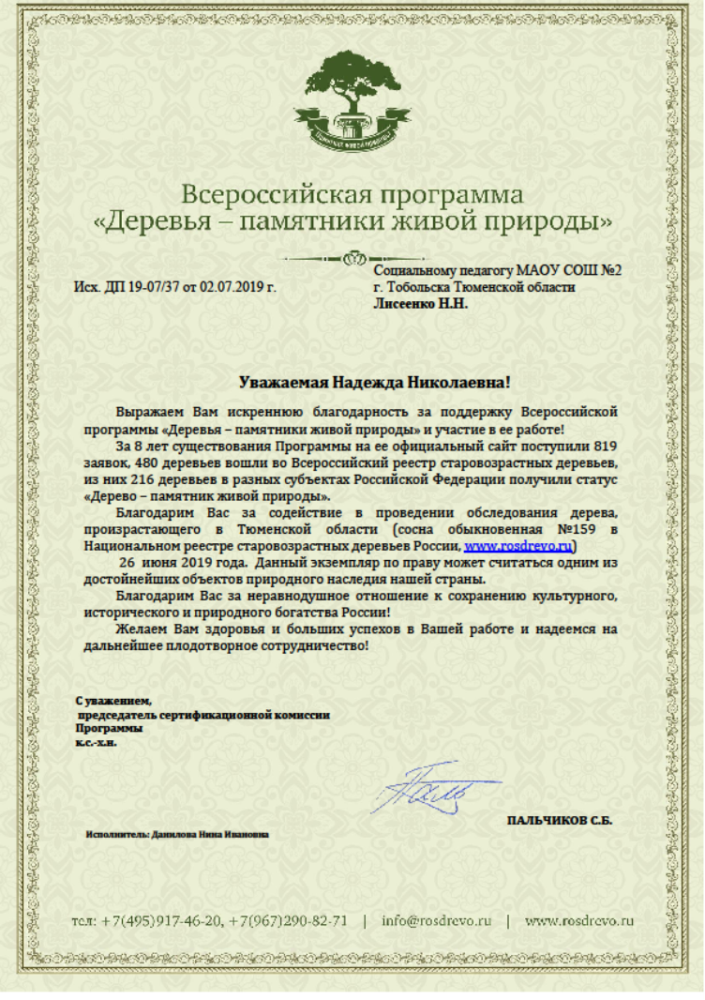 Памятник живой природы
Всероссийская программа
«Деревья – памятники живой природы»
Исх. ДП 19-07/37 от 02.07.2019 г.
Социальному педагогу МАОУ СОШ №2
г. Тобольска Тюменской области
Лисеенко Н.Н.
Уважаемая Надежда Николаевна!
Выражаем Вам искреннюю благодарность за поддержку Всероссийской
программы «Деревья – памятники живой природы» и участие в ее работе!
За 8 лет существования Программы на ее официальный сайт поступили 819
заявок, 480 деревьев вошли во Всероссийский реестр старовозрастных деревьев,
из них 216 деревьев в разных субъектах Российской Федерации получили статус
«Дерево – памятник живой природы».
Благодарим Вас за содействие в проведении обследования дерева,
произрастающего в Тюменской области (сосна обыкновенная №159 в
Национальном реестре старовозрастных деревьев России, www.rosdrevo.ru)
26 июня 2019 года. Данный экземпляр по праву может считаться одним из
достойнейших объектов природного наследия нашей страны.
Благодарим Вас за неравнодушное отношение к сохранению культурного,
исторического и природного богатства России!
Желаем Вам здоровья и больших успехов в Вашей работе и надеемся на
дальнейшее плодотворное сотрудничество!
С уважением,
председатель сертификационной комиссии
Программы
к.с.-х.н.
ПАЛЬЧИКОВ С.Б.
Исполнитель: Данилова Нина Ивановна
тел: +7(495)917-46-20, +7(967)290-82-71 | info@rosdrevo.ru | www.rosdrevo.ru